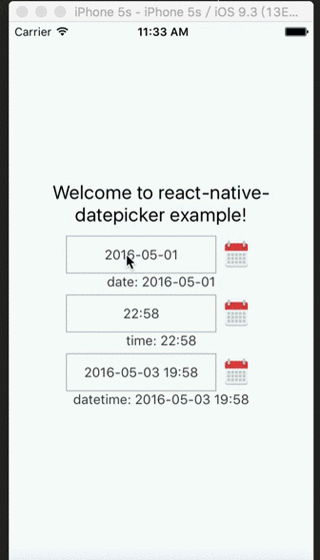 iPhone 5s - iPhone 5s / iOS 9.3 (13E...
Carrier 11:33 AM
Welcome to react-native-
datepicker example!
2016-05-01
date: 2016-05-01
22:58
time: 22:58
2016-05-03 19:58
datetime: 2016-05-03 19:58